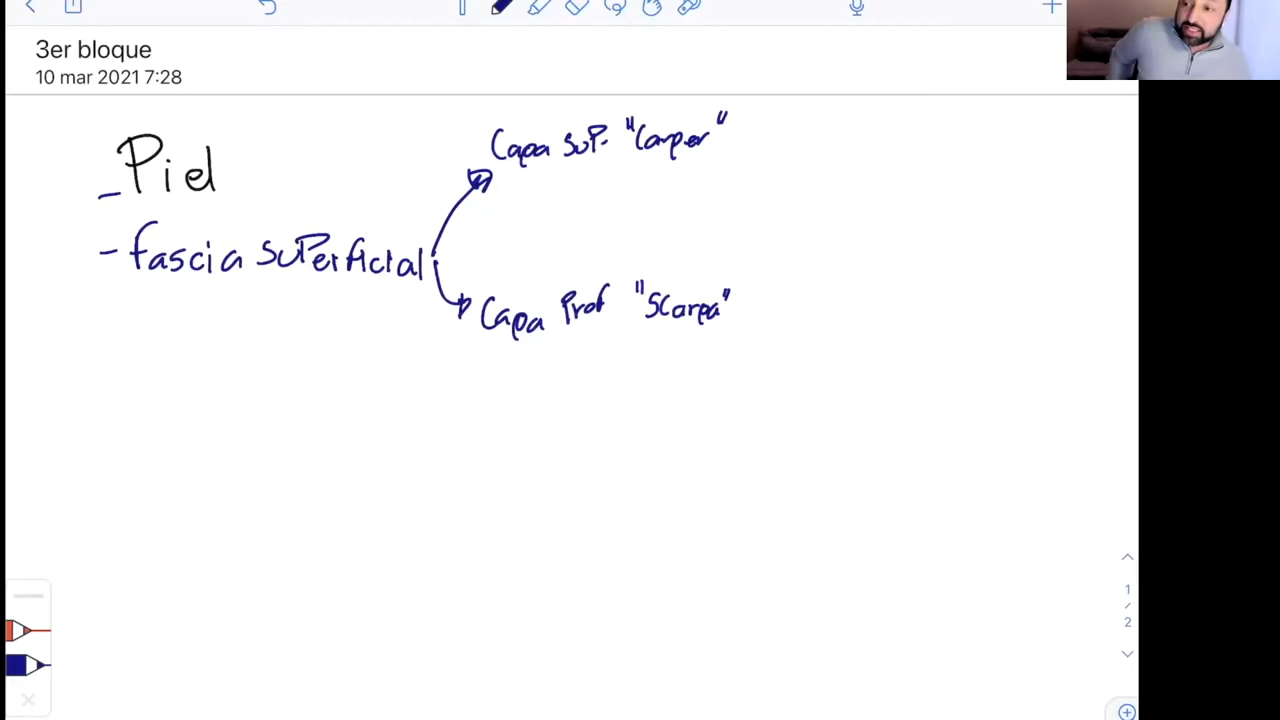 3er bloque
10 mar 2021 7:28
- Piel
- fascia superficial
Capa sup. "Camper"
Capa Prof "Scarpa"
1
/
2